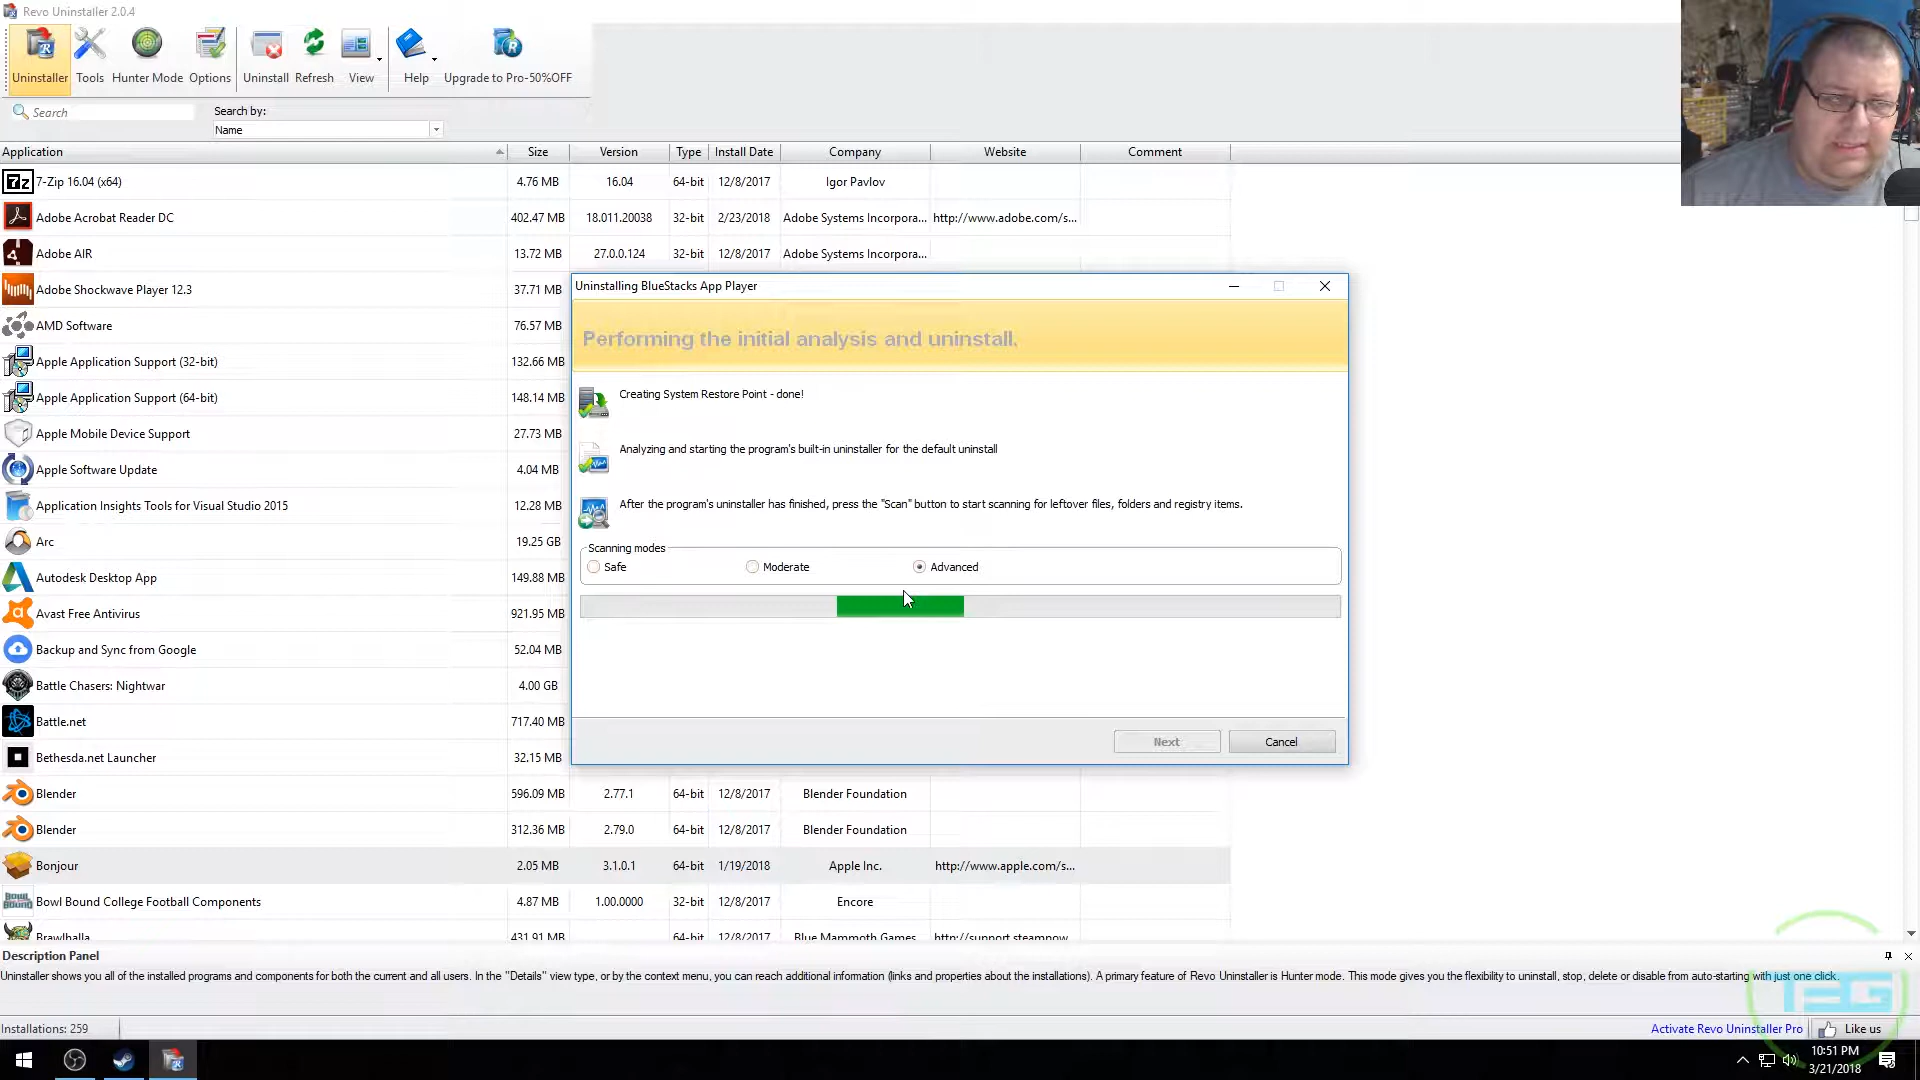 Revo Uninstaller 2.0.4
Uninstaller Tools Hunter Mode Options Uninstall Refresh View Help Upgrade to Pro-50%OFF
Search
Search by:
Name
Application Size Version Type Install Date Company Website Comment
7-Zip 16.04 (x64) 4.76 MB 16.04 64-bit 12/8/2017 Igor Pavlov
Adobe Acrobat Reader DC 402.47 MB 18.011.20038 32-bit 2/23/2018 Adobe Systems Incorpora... http://www.adobe.com/s...
Adobe AIR 13.72 MB 27.0.0.124 32-bit 12/8/2017 Adobe Systems Incorpora...
Adobe Shockwave Player 12.3 37.71 MB
AMD Software 76.57 MB
Apple Application Support (32-bit) 132.66 MB
Apple Application Support (64-bit) 148.14 MB
Apple Mobile Device Support 27.73 MB
Apple Software Update 4.04 MB
Application Insights Tools for Visual Studio 2015 12.28 MB
Arc 19.25 GB
Autodesk Desktop App 149.88 MB
Avast Free Antivirus 921.95 MB
Backup and Sync from Google 52.04 MB
Battle Chasers: Nightwar 4.00 GB
Battle.net 717.40 MB
Bethesda.net Launcher 32.15 MB
Blender 596.09 MB 2.77.1 64-bit 12/8/2017 Blender Foundation
Blender 312.36 MB 2.79.0 64-bit 12/8/2017 Blender Foundation
Bonjour 2.05 MB 3.1.0.1 64-bit 1/19/2018 Apple Inc. http://www.apple.com/s...
Bowl Bound College Football Components 4.87 MB 1.00.0000 32-bit 12/8/2017 Encore
Brawlhalla 431.91 MB 64-bit 12/8/2017 Blue Mammoth Games http://support.steampow...
Uninstalling BlueStacks App Player
Performing the initial analysis and uninstall.
Creating System Restore Point - done!
Analyzing and starting the program's built-in uninstaller for the default uninstall
After the program's uninstaller has finished, press the "Scan" button to start scanning for leftover files, folders and registry items.
Scanning modes
Safe Moderate Advanced
Next Cancel
Description Panel
Uninstaller shows you all of the installed programs and components for both the current and all users. In the "Details" view type, or by the context menu, you can reach additional information (links and properties about the installations). A primary feature of Revo Uninstaller is Hunter mode. This mode gives you the flexibility to uninstall, stop, delete or disable from auto-starting with just one click.
Installations: 259 Activate Revo Uninstaller Pro Like us
10:51 PM
3/21/2018